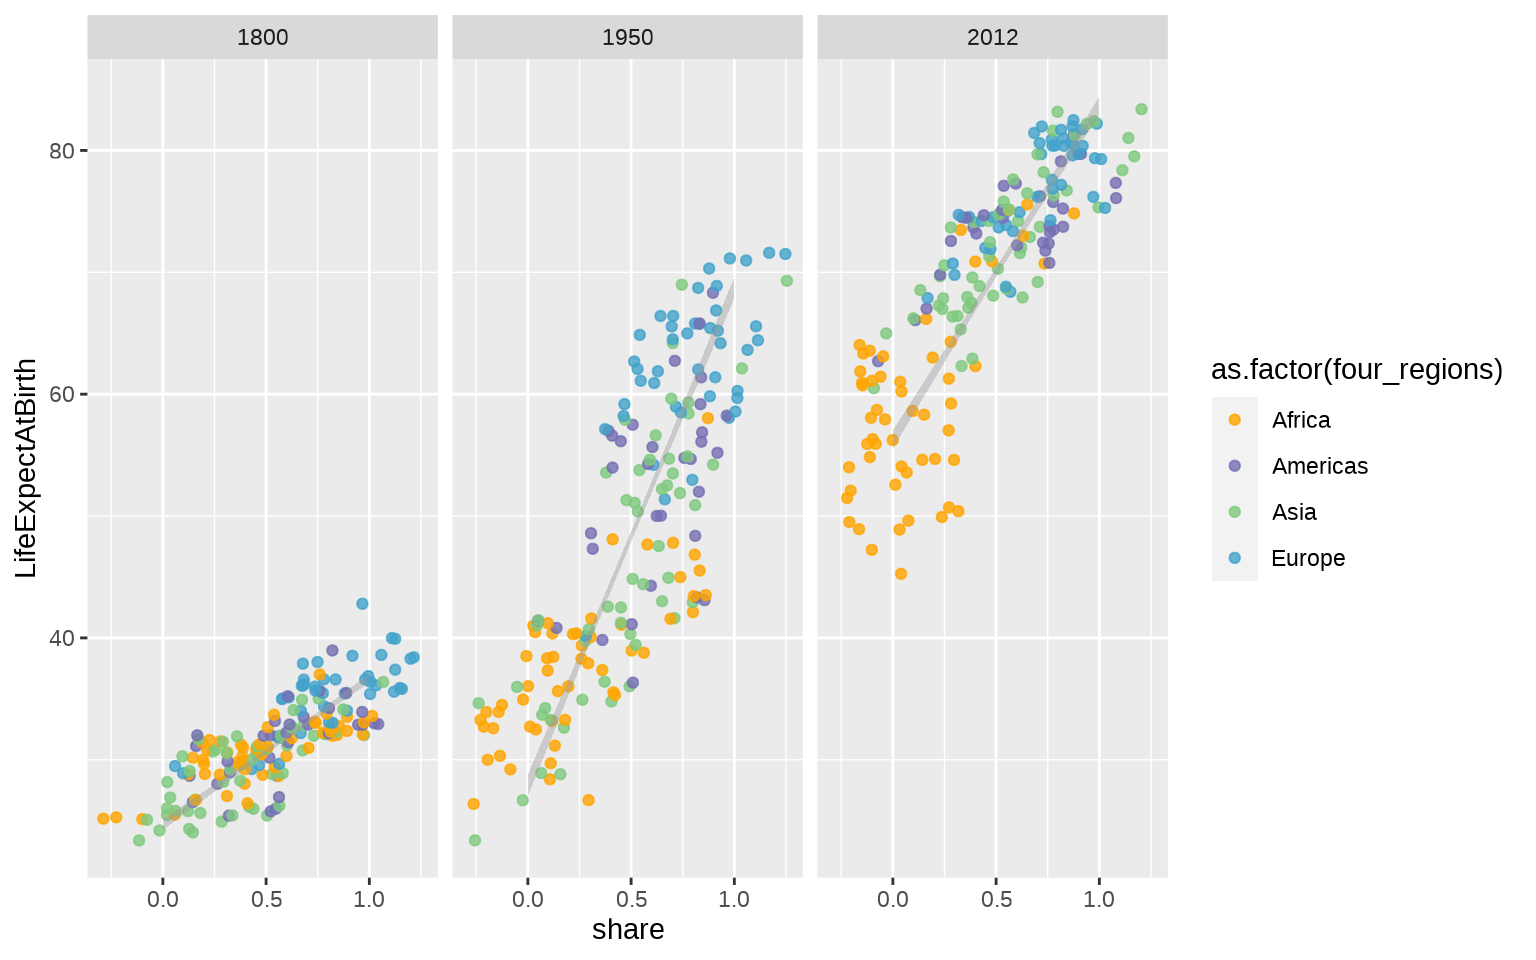 1800 1950 2012
LifeExpectAtBirth
80
60
40
0.0 0.5 1.0 0.0 0.5 1.0 0.0 0.5 1.0
share
as.factor(four_regions)
Africa
Americas
Asia
Europe